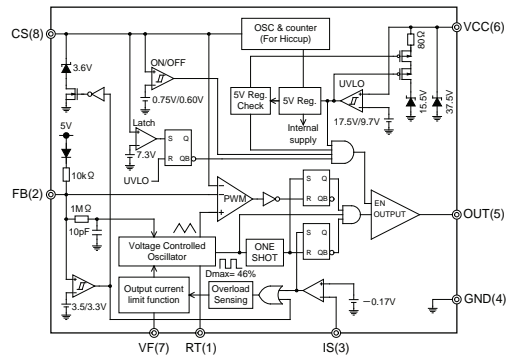 CS(8)
OSC & counter
(For Hiccup)
VCC(6)
80Ω
3.6V
ON/OFF
0.75V/0.60V
5V Reg.
Check
5V Reg.
UVLO
15.5V
37.5V
17.5V/9.7V
Internal
supply
Latch
5V
7.3V
S Q
R QB
UVLO
10kΩ
FB(2)
PWM
S Q
R QB
EN
OUTPUT
OUT(5)
1MΩ
10pF
Voltage Controlled
Oscillator
ONE
SHOT
S Q
R QB
Dmax= 46%
Output current
limit function
Overload
Sensing
3.5/3.3V
−0.17V
GND(4)
VF(7)
RT(1)
IS(3)